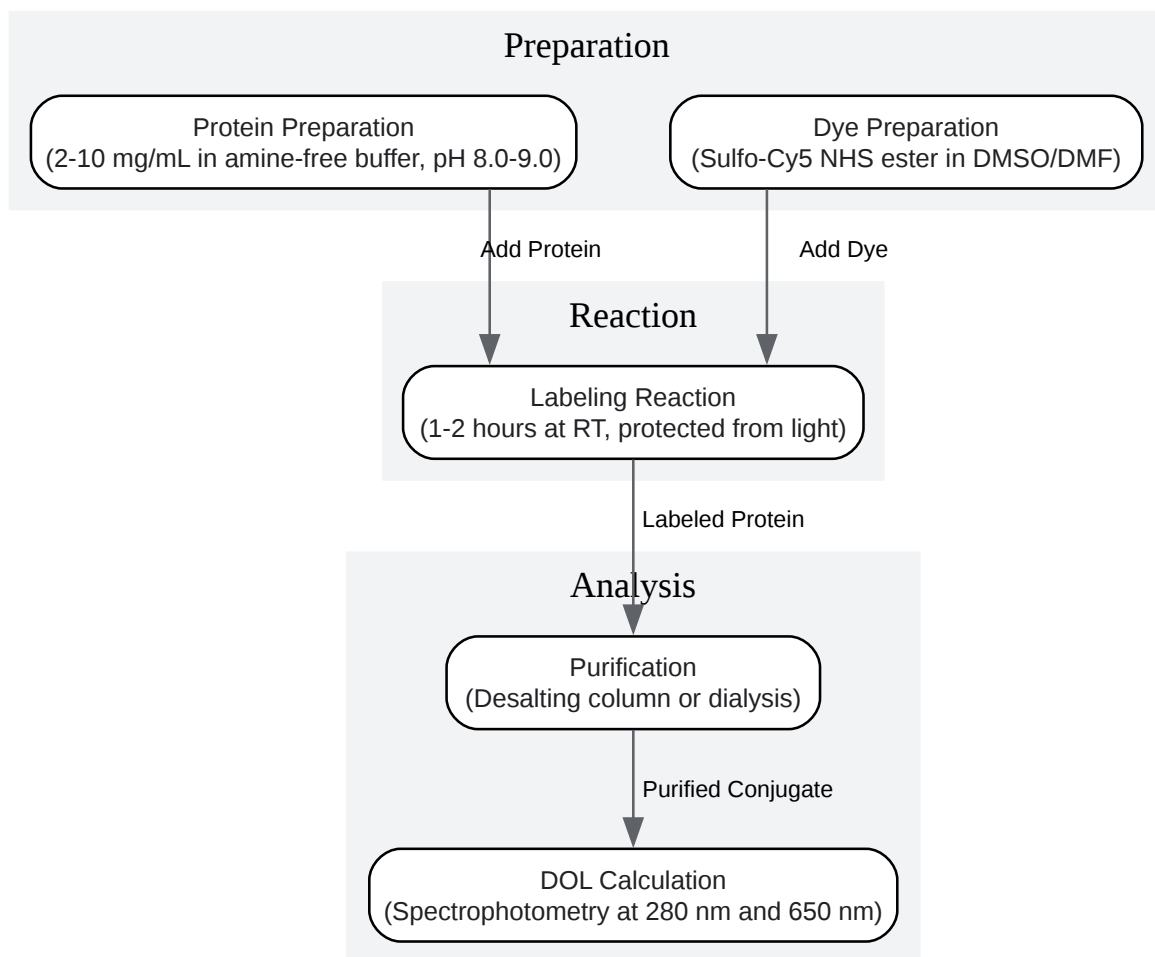 Preparation
Protein Preparation
(2-10 mg/mL in amine-free buffer, pH 8.0-9.0)
Dye Preparation
(Sulfo-Cy5 NHS ester in DMSO/DMF)
Add Protein
Add Dye
Reaction
Labeling Reaction
(1-2 hours at RT, protected from light)
Labeled Protein
Analysis
Purification
(Desalting column or dialysis)
Purified Conjugate
DOL Calculation
(Spectrophotometry at 280 nm and 650 nm)